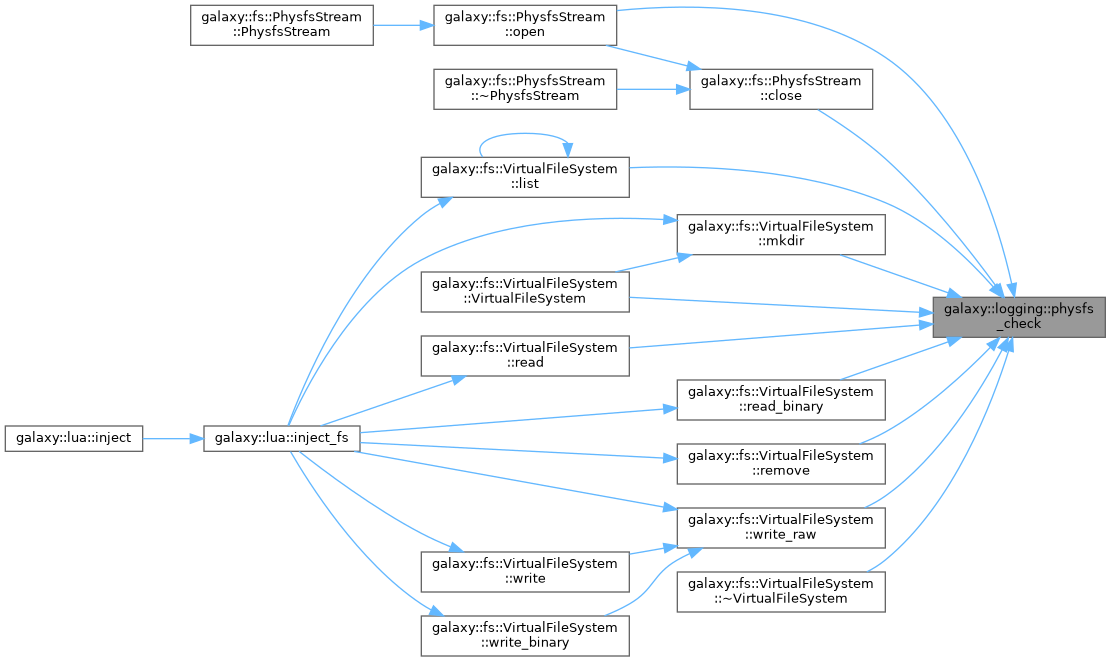 galaxy::fs::PhysfsStream
::PhysfsStream
galaxy::fs::PhysfsStream
::open
galaxy::fs::PhysfsStream
::~PhysfsStream
galaxy::fs::PhysfsStream
::close
galaxy::fs::VirtualFileSystem
::list
galaxy::fs::VirtualFileSystem
::mkdir
galaxy::fs::VirtualFileSystem
::VirtualFileSystem
galaxy::logging::physfs
_check
galaxy::fs::VirtualFileSystem
::read
galaxy::fs::VirtualFileSystem
::read_binary
galaxy::lua::inject
galaxy::lua::inject_fs
galaxy::fs::VirtualFileSystem
::remove
galaxy::fs::VirtualFileSystem
::write_raw
galaxy::fs::VirtualFileSystem
::write
galaxy::fs::VirtualFileSystem
::~VirtualFileSystem
galaxy::fs::VirtualFileSystem
::write_binary